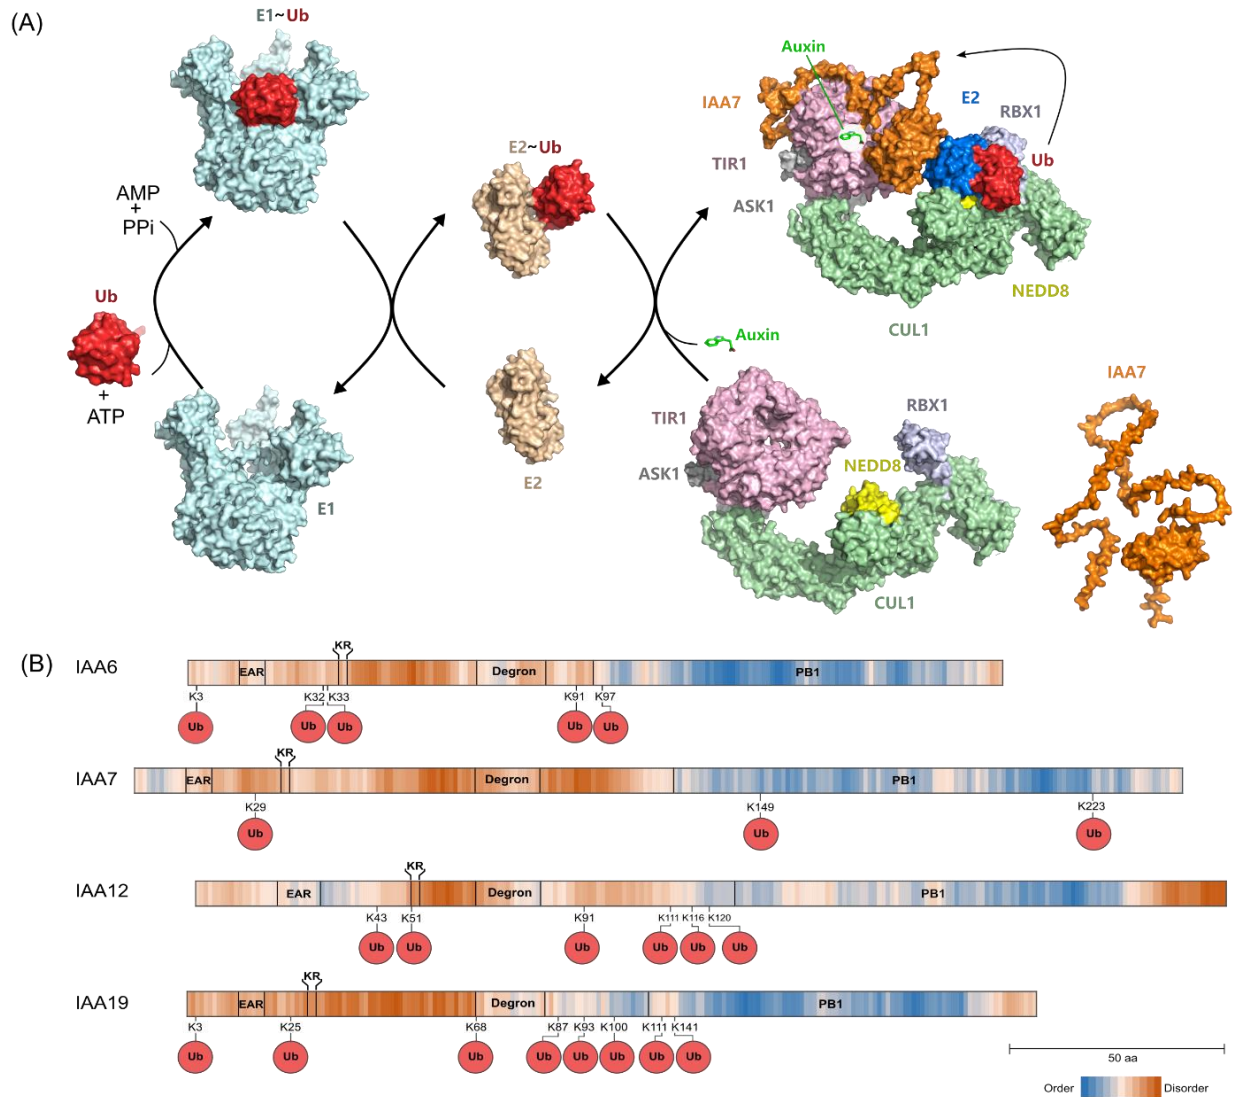 (A)
E1~Ub
AMP
+
PPi
Ub
+
ATP
E1
E2~Ub
E2
Auxin
IAA7
E2
RBX1
Ub
TIR1
ASK1
NEDD8
CUL1
Auxin
TIR1
ASK1
NEDD8
RBX1
CUL1
IAA7
(B)
IAA6
EAR
KR
Degron
PB1
K3
K32
K33
K91
K97
Ub
Ub
Ub
Ub
Ub
IAA7
EAR
KR
Degron
PB1
K29
K149
K223
Ub
Ub
Ub
IAA12
EAR
KR
Degron
PB1
K43
K51
K91
K111
K116
K120
Ub
Ub
Ub
Ub
Ub
Ub
IAA19
EAR
KR
Degron
PB1
K3
K25
K68
K87
K93
K100
K111
K141
Ub
Ub
Ub
Ub
Ub
Ub
Ub
Ub
50 aa
Order
Disorder